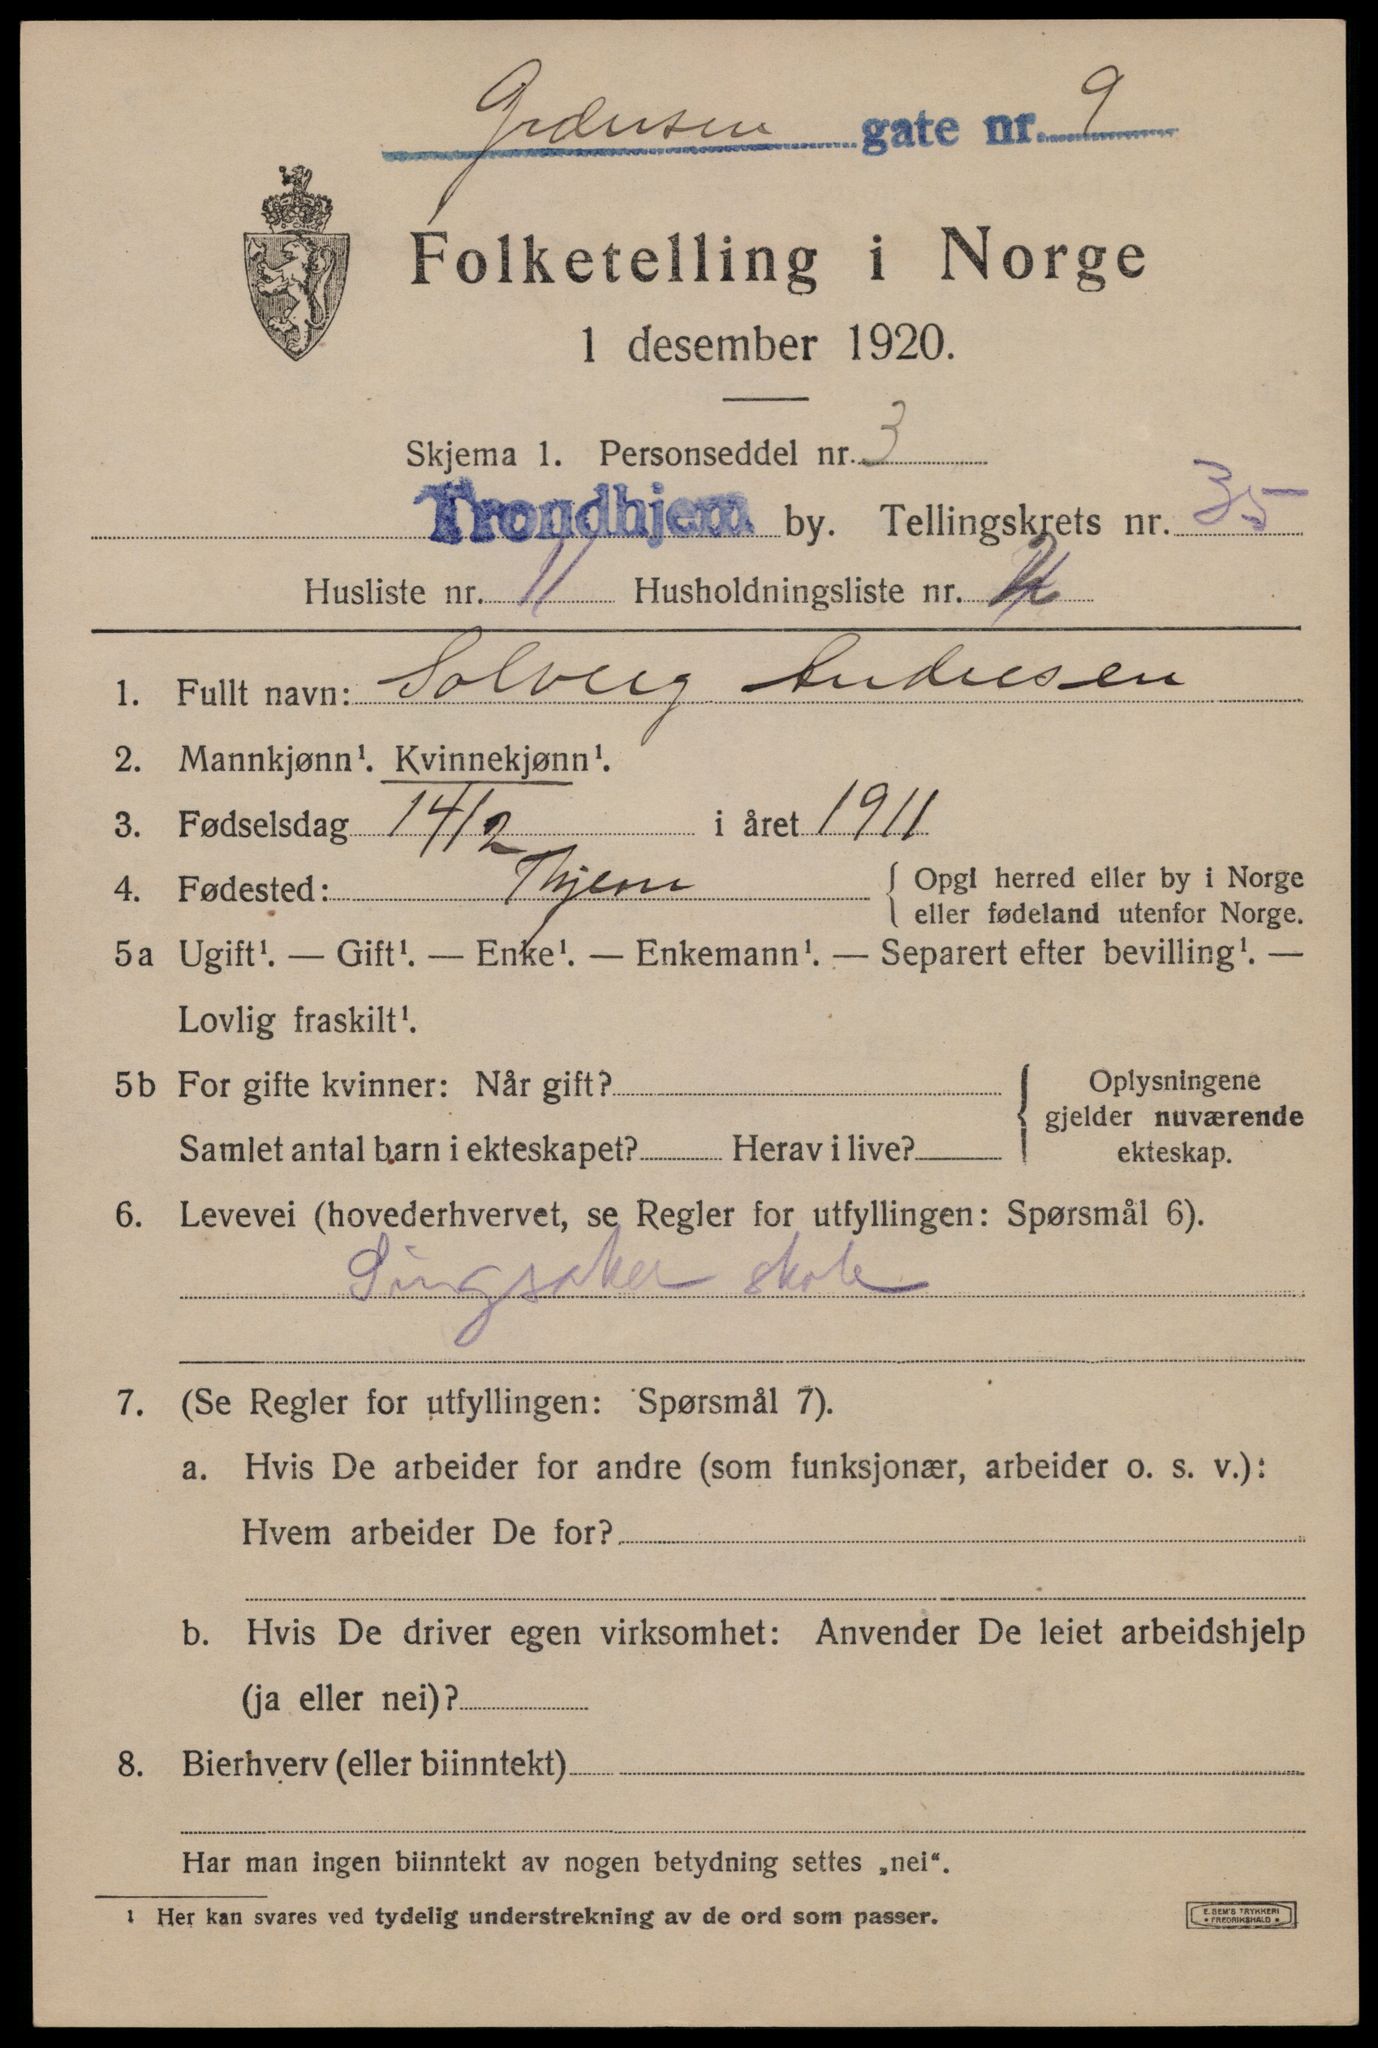 gate nr. 9
Folketelling i Norge
1 desember 1920.
Skjema 1. Personseddel nr. 3
Trondhjem by. Tellingskrets nr. 35
Husliste nr. 11 Husholdningsliste nr.
1. Fullt navn: Solveig Andresen
2. Mannkjønn¹. Kvinnekjønn¹.
3. Fødselsdag 14/2 i året 1911
4. Fødested: Thjem { Opgi herred eller by i Norge
eller fødeland utenfor Norge.
5a Ugift¹. — Gift¹. — Enke¹. — Enkemann¹. — Separert efter bevilling¹. —
Lovlig fraskilt¹.
5b For gifte kvinner: Når gift? { Oplysningene
gjelder nuværende
Samlet antal barn i ekteskapet? Herav i live? ekteskap.
6. Levevei (hovederhvervet, se Regler for utfyllingen: Spørsmål 6).
Singsaker skole
7. (Se Regler for utfyllingen: Spørsmål 7).
a. Hvis De arbeider for andre (som funksjonær, arbeider o. s. v.):
Hvem arbeider De for?
b. Hvis De driver egen virksomhet: Anvender De leiet arbeidshjelp
(ja eller nei)?
8. Bierhverv (eller biinntekt)
Har man ingen biinntekt av nogen betydning settes „nei“.
1 Her kan svares ved tydelig understrekning av de ord som passer.
E. SEM'S TRYKKERI
• FREDRIKSHALD •